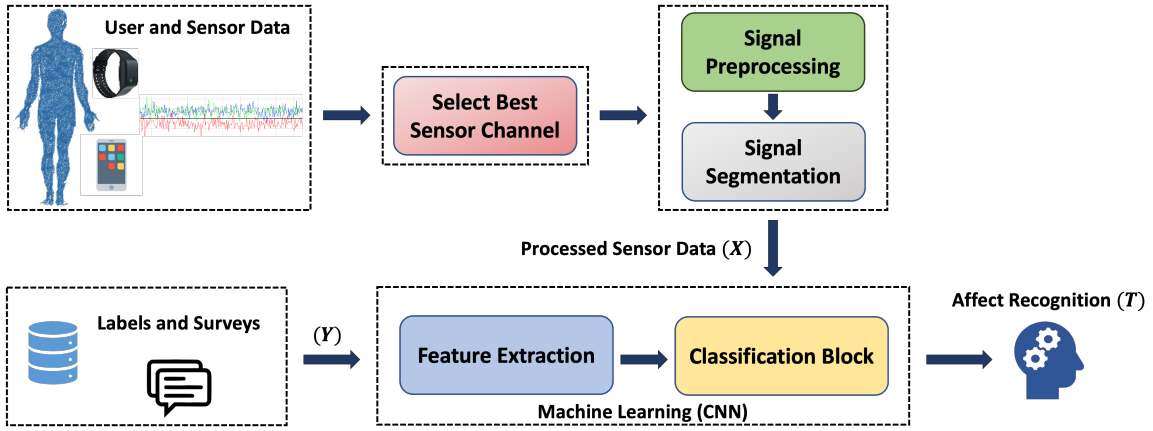 User and Sensor Data
Select Best
Sensor Channel
Signal
Preprocessing
Signal
Segmentation
Processed Sensor Data (X)
Labels and Surveys
(Y)
Feature Extraction
Classification Block
Machine Learning (CNN)
Affect Recognition (T)